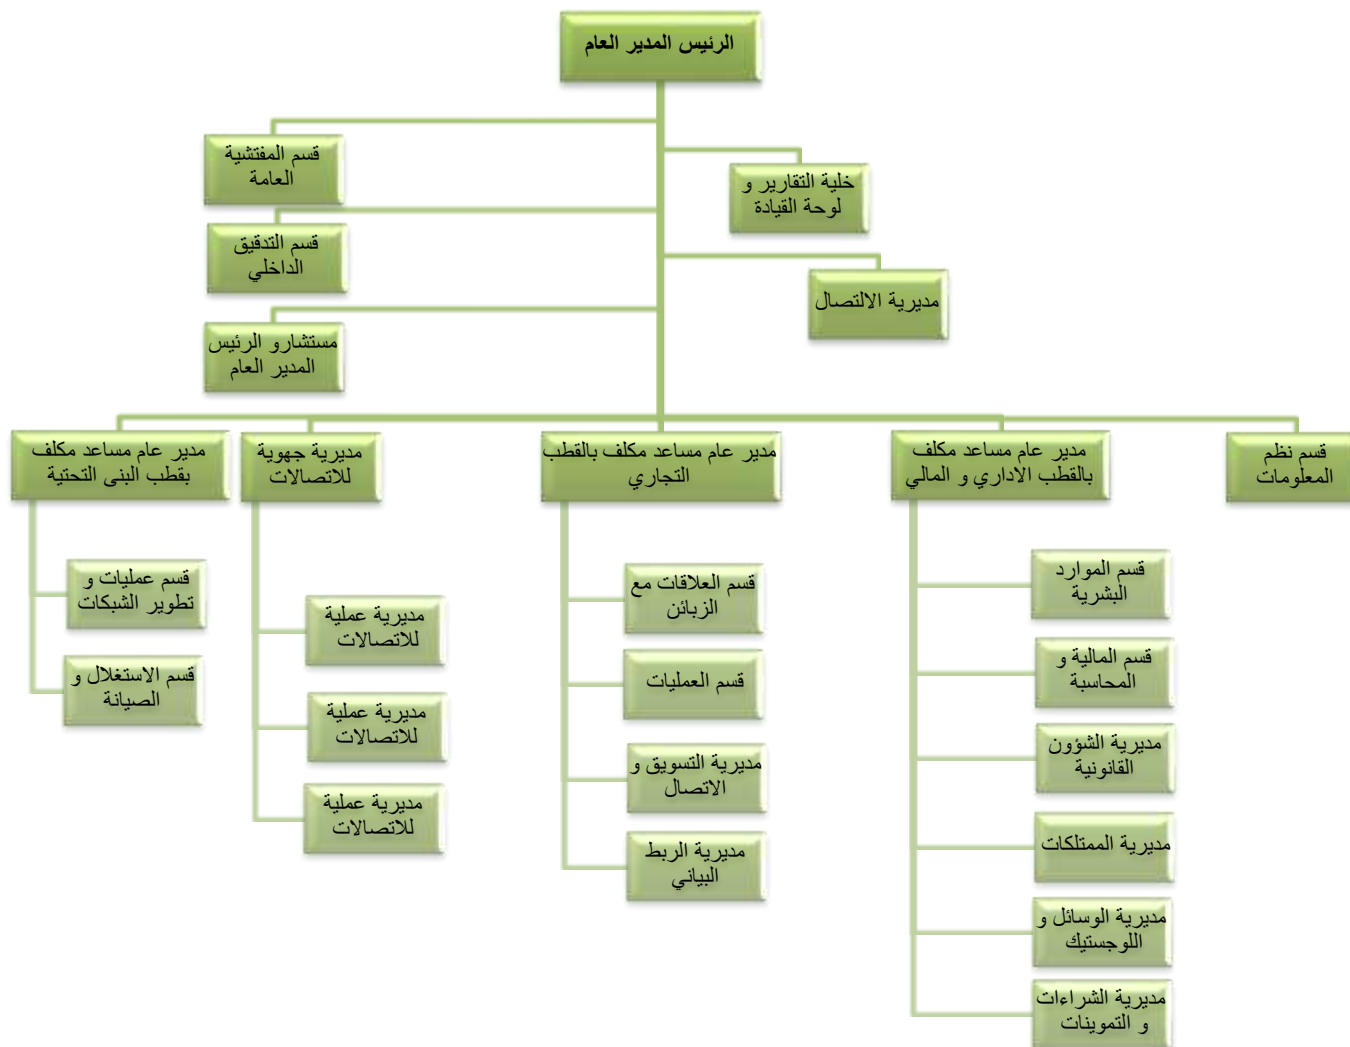 الرئيس المدير العام
قسم المفتشية
العامة
خلية التقارير و
لوحة القيادة
قسم التدقيق
الداخلي
مديرية الالتصال
مستشارو الرئيس
المدير العام
قسم نظم
المعلومات
مدير عام مساعد مكلف
بالقطب الاداري و المالي
مدير عام مساعد مكلف بالقطب
التجاري
مديرية جهوية
للاتصالات
مدير عام مساعد مكلف
بقطب البنى التحتية
قسم الموارد
البشرية
قسم المالية و
المحاسبة
مديرية الشؤون
القانونية
مديرية الممتلكات
مديرية الوسائل و
اللوجستيك
مديرية الشراءات
و التموينات
قسم العلاقات مع
الزبائن
قسم العمليات
مديرية التسويق و
الاتصال
مديرية الربط
البياني
مديرية عملية
للاتصالات
مديرية عملية
للاتصالات
مديرية عملية
للاتصالات
قسم عمليات و
تطوير الشبكات
قسم الاستغلال و
الصيانة